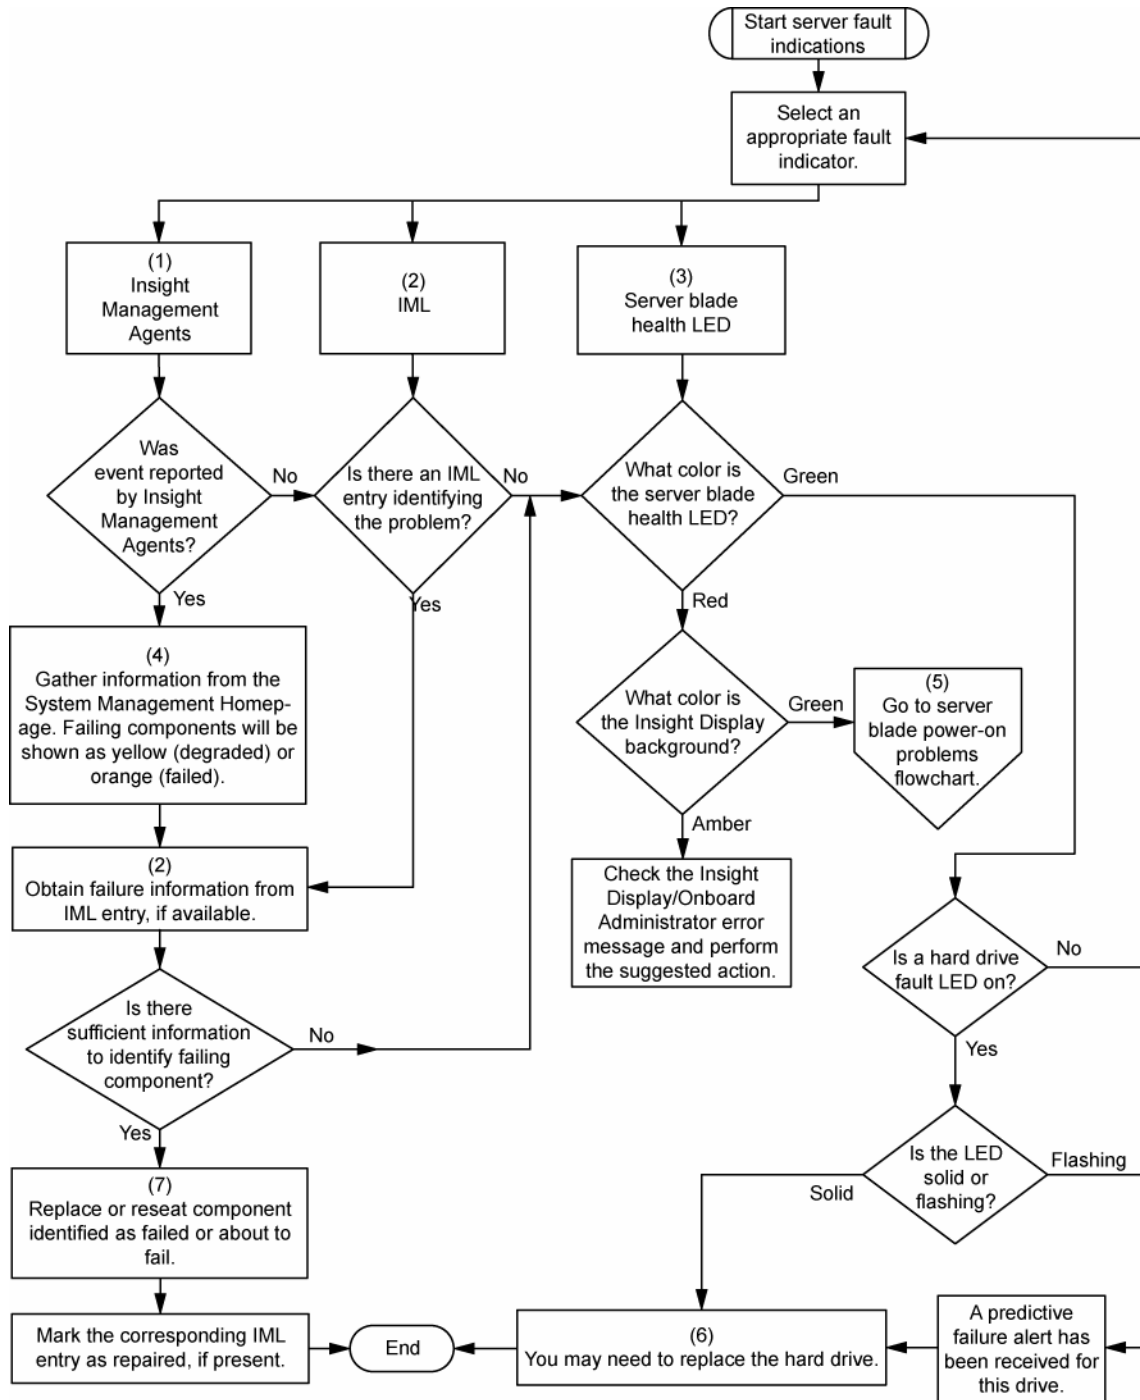 Start server fault
indications
Select an
appropriate fault
indicator.
(1)
Insight
Management
Agents
(2)
IML
(3)
Server blade
health LED
Was
event reported
by Insight
Management
Agents?
No
Is there an IML
entry identifying
the problem?
No
What color is
the server blade
health LED?
Green
Yes
Yes
Red
(4)
Gather information from the
System Management Homep-
age. Failing components will be
shown as yellow (degraded) or
orange (failed).
What color is
the Insight Display
background?
Green
(5)
Go to server
blade power-on
problems
flowchart.
Amber
(2)
Obtain failure information from
IML entry, if available.
Check the Insight
Display/Onboard
Administrator error
message and perform
the suggested action.
Is a hard drive
fault LED on?
No
Is there
sufficient information
to identify failing
component?
No
Yes
Yes
Is the LED
solid or
flashing?
Flashing
Solid
(7)
Replace or reseat component
identified as failed or about to
fail.
Mark the corresponding IML
entry as repaired, if present.
End
(6)
You may need to replace the hard drive.
A predictive
failure alert has
been received for
this drive.